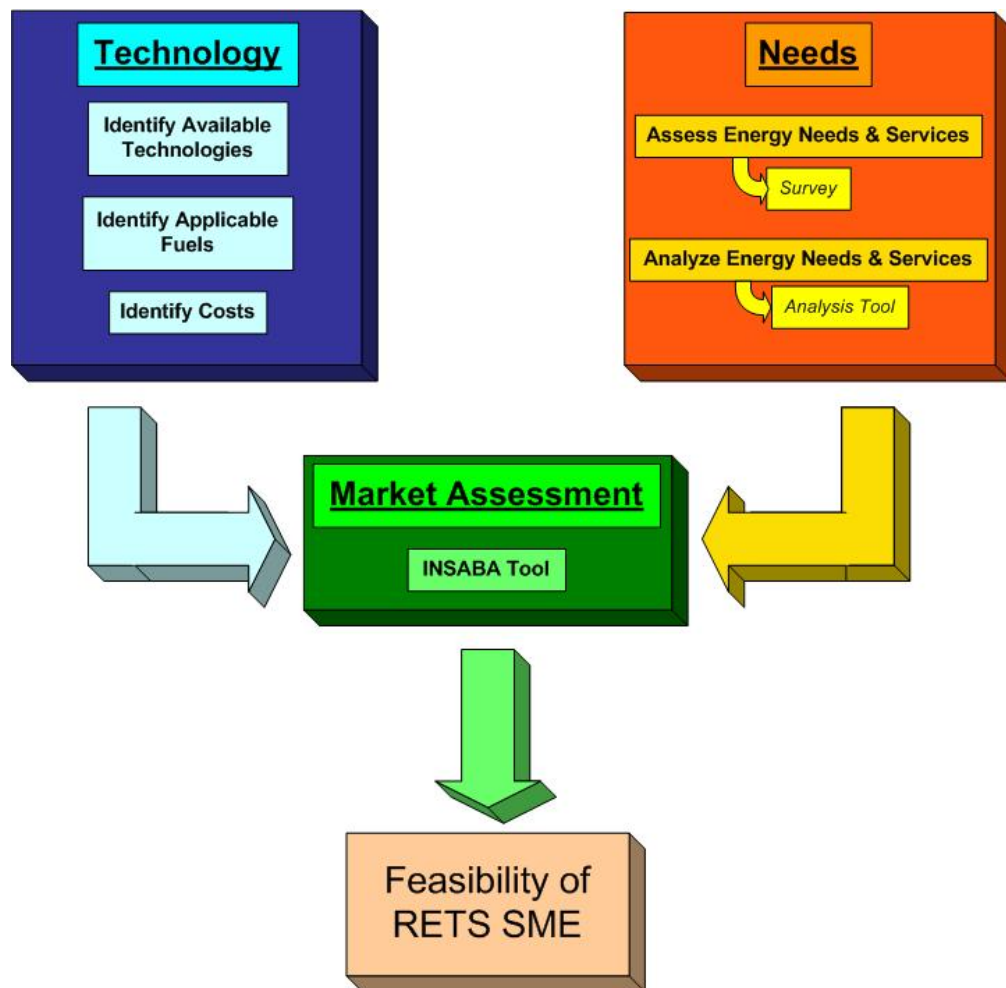 Technology
Identify Available
Technologies
Identify Applicable
Fuels
Identify Costs
Needs
Assess Energy Needs & Services
Survey
Analyze Energy Needs & Services
Analysis Tool
Market Assessment
INSABA Tool
Feasibility of
RETS SME